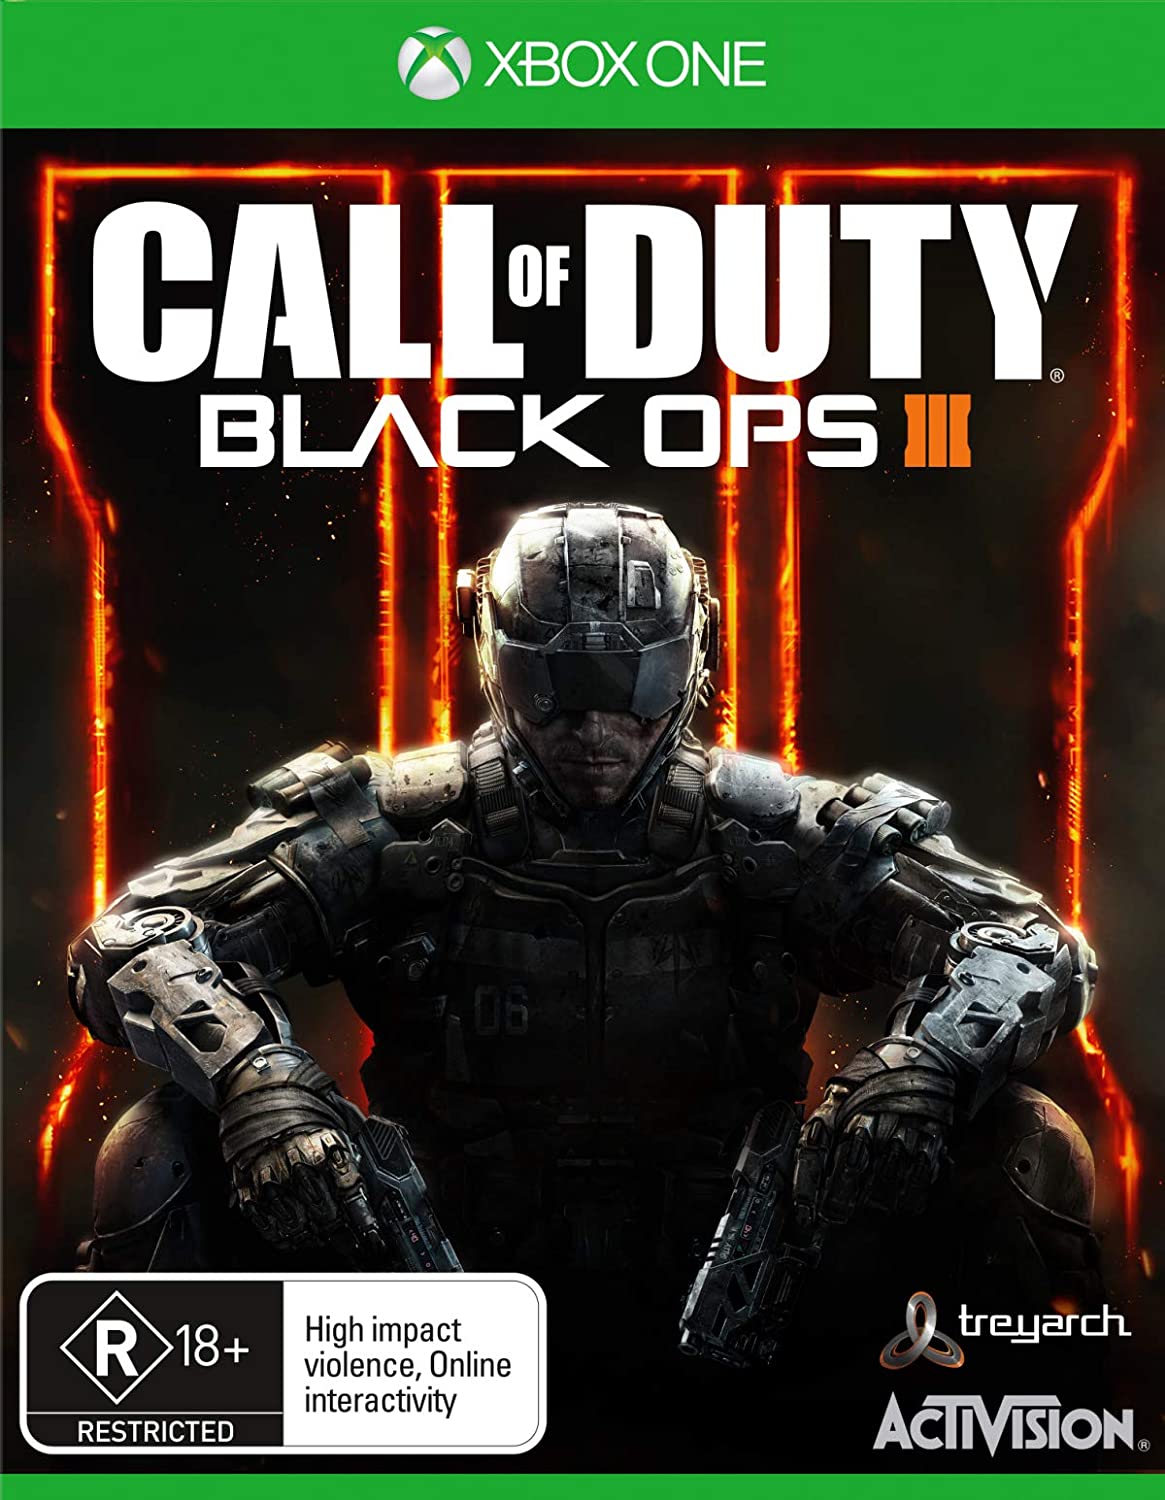 XBOX ONE
CALL OF DUTY®
BLACK OPS III
06
R 18+
RESTRICTED
High impact
violence, Online
interactivity
treyarch
ACTIVISION®